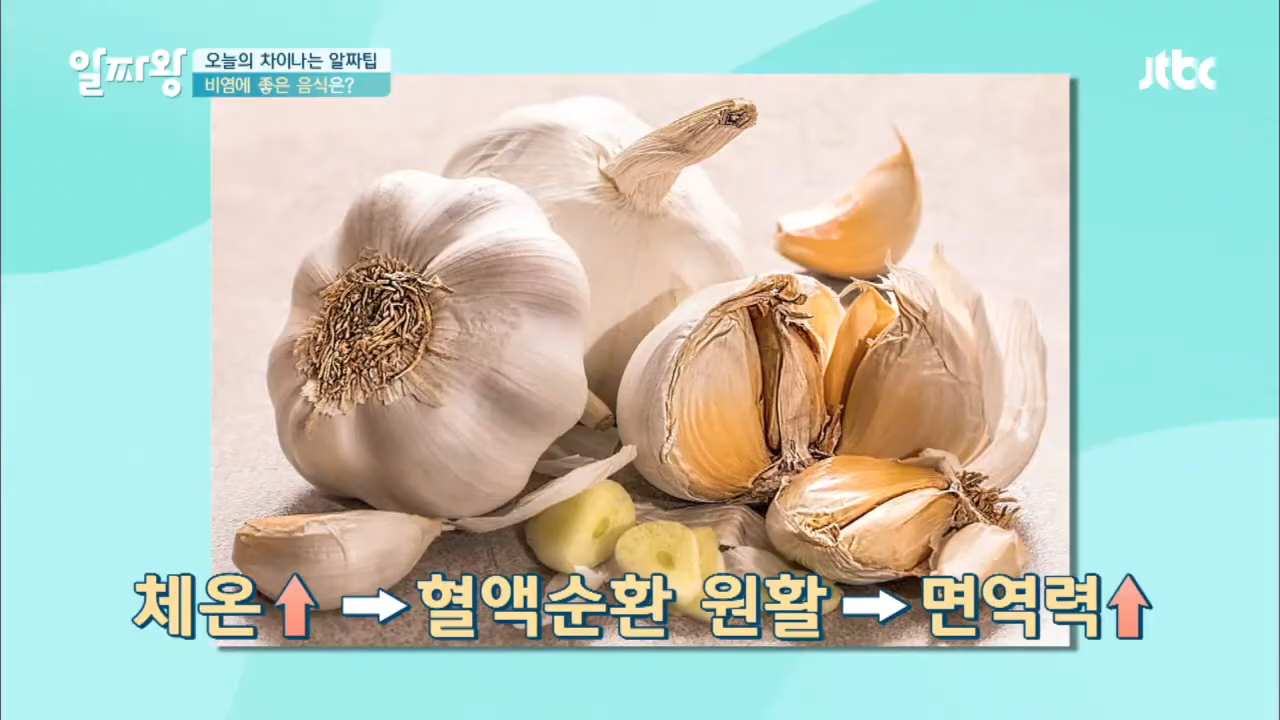 알짜왕
오늘의 차이나는 알짜팁
비염에 좋은 음식은?
jtbc
체온↑ → 혈액순환 원활 → 면역력↑